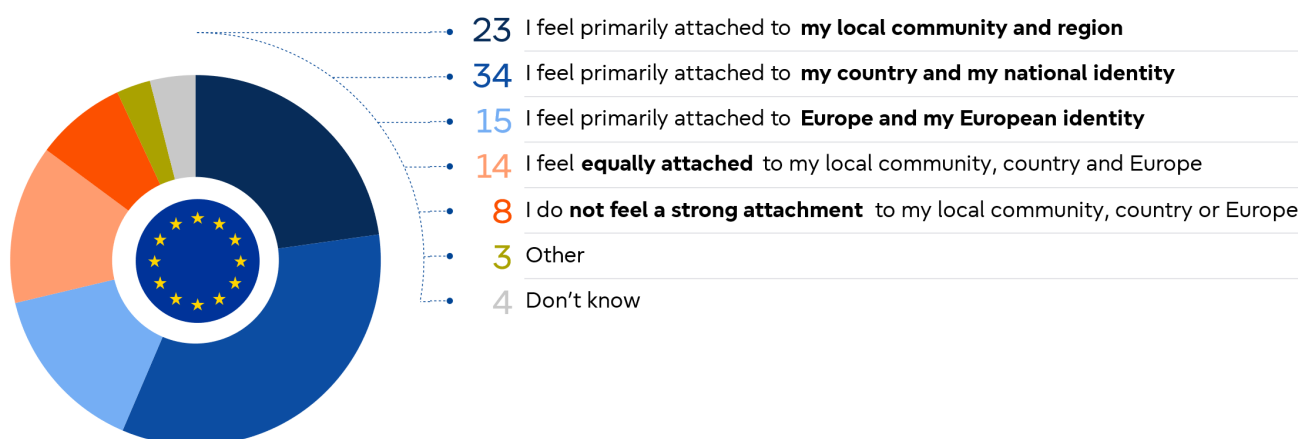 23 I feel primarily attached to my local community and region
34 I feel primarily attached to my country and my national identity
15 I feel primarily attached to Europe and my European identity
14 I feel equally attached to my local community, country and Europe
8 I do not feel a strong attachment to my local community, country or Europe
3 Other
4 Don’t know